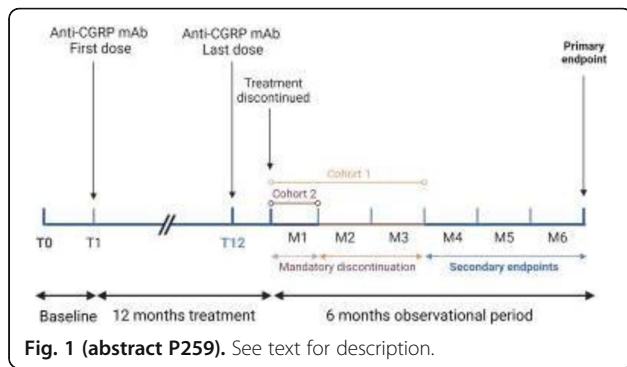 Anti-CGRP mAb
First dose
Anti-CGRP mAb
Last dose
Treatment
discontinued
Primary
endpoint
Cohort 1
Cohort 2
T0
T1
T12
M1
M2
M3
M4
M5
M6
Mandatory discontinuation
Secondary endpoints
Baseline
12 months treatment
6 months observational period
Fig. 1 (abstract P259). See text for description.